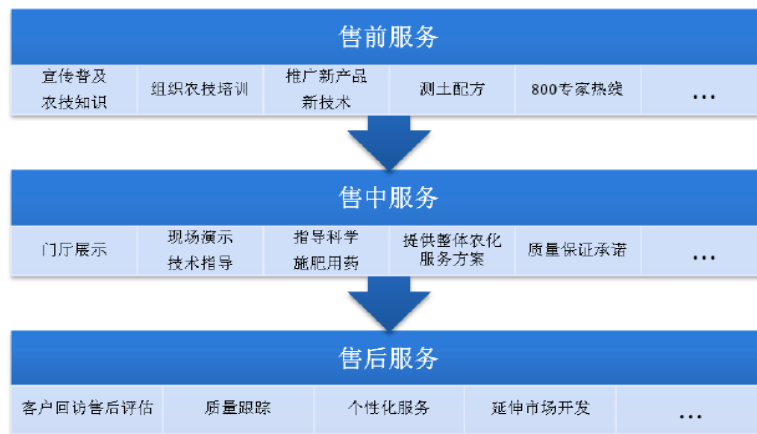 售前服务
宣传普及
农技知识
组织农技培训
推广新产品
新技术
测土配方
800专家热线
...
售中服务
门厅展示
现场演示
技术指导
指导科学
施肥用药
提供整体农化
服务方案
质量保证承诺
...
售后服务
客户回访售后评估
质量跟踪
个性化服务
延伸市场开发
...